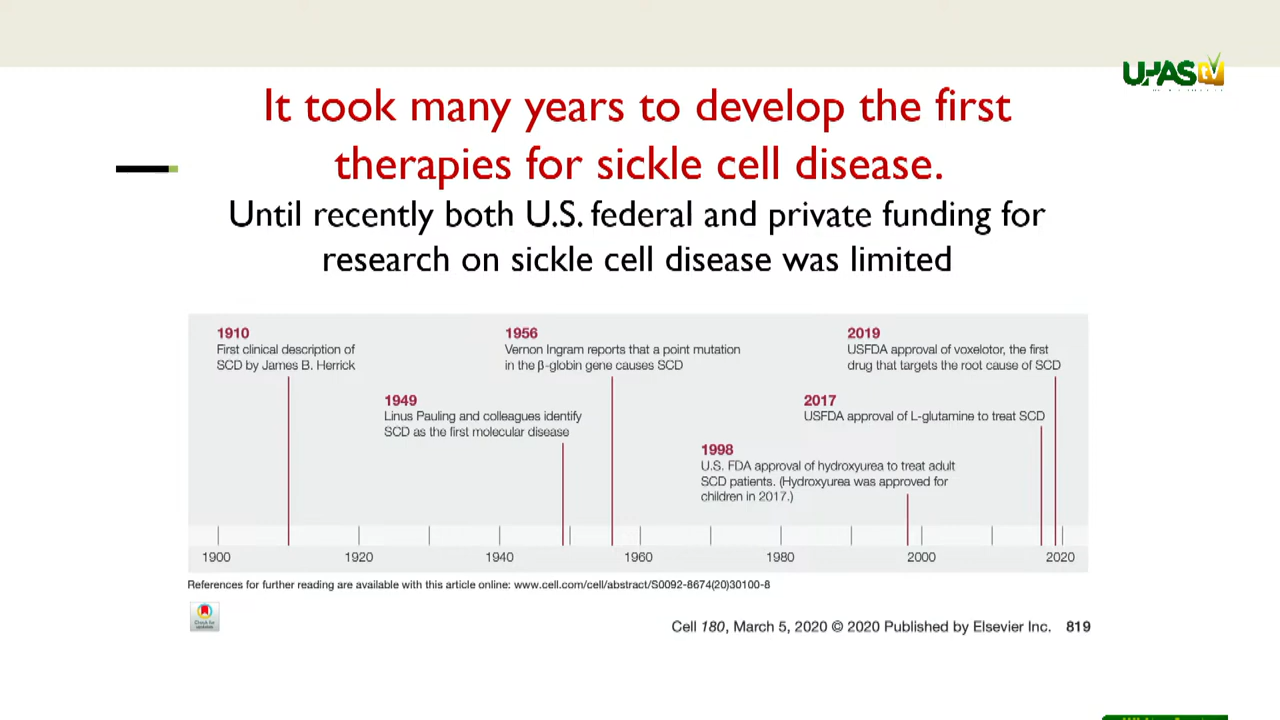 UHAS TV
It took many years to develop the first
therapies for sickle cell disease.
Until recently both U.S. federal and private funding for
research on sickle cell disease was limited
1910
First clinical description of
SCD by James B. Herrick
1956
Vernon Ingram reports that a point mutation
in the β-globin gene causes SCD
2019
USFDA approval of voxelotor, the first
drug that targets the root cause of SCD
1949
Linus Pauling and colleagues identify
SCD as the first molecular disease
2017
USFDA approval of L-glutamine to treat SCD
1998
U.S. FDA approval of hydroxyurea to treat adult
SCD patients. (Hydroxyurea was approved for
children in 2017.)
1900 1920 1940 1960 1980 2000 2020
References for further reading are available with this article online: www.cell.com/cell/abstract/S0092-8674(20)30100-8
Check for
updates
Cell 180, March 5, 2020 © 2020 Published by Elsevier Inc. 819